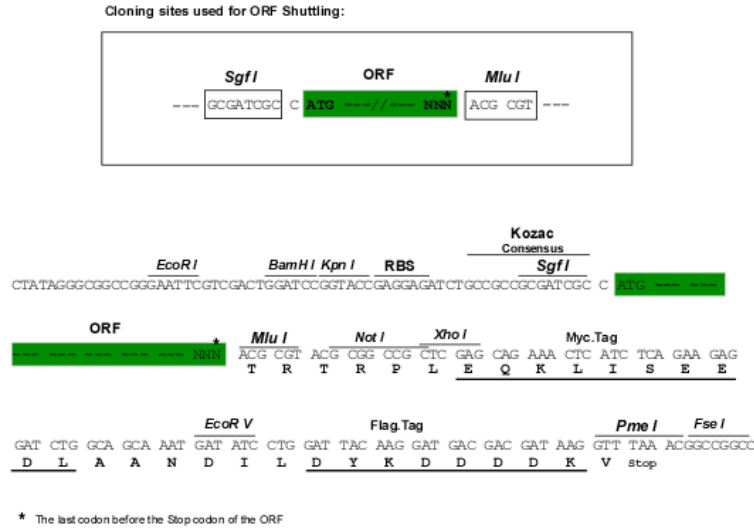 Cloning sites used for ORF Shuttling:
Sgf I ORF Mlu I
--- GCGATCGC C ATG ---//--- NNN* ACG CGT ---
Kozac
Consensus
EcoR I BamH I Kpn I RBS Sgf I
CTATAGGGCGGCCGGGAATTCGTCGACTGGATCCGGTACCGAGGAGATCTGCCGCCGCGATCGC C ATG --- ---
ORF Mlu I Not I Xho I Myc.Tag
--- --- --- --- --- NNN* ACG CGT ACG CGG CCG CTC GAG CAG AAA CTC ATC TCA GAA GAG
T R T R P L E Q K L I S E E
EcoR V Flag.Tag Pme I Fse I
GAT CTG GCA GCA AAT GAT ATC CTG GAT TAC AAG GAT GAC GAC GAT AAG GTT TAA ACGGCCGGCC
D L A A N D I L D Y K D D D D K V Stop
* The last codon before the Stop codon of the ORF